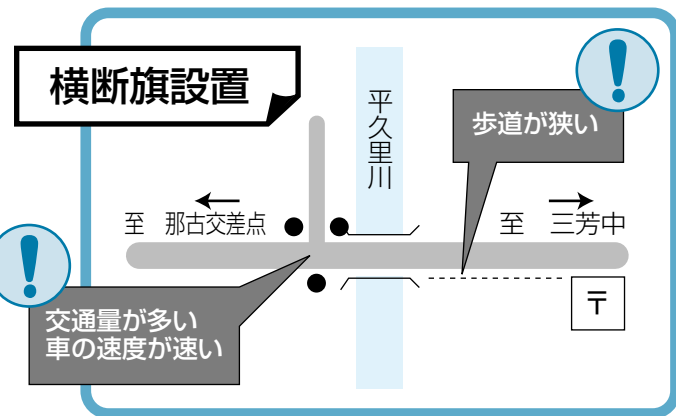 横断旗設置
平久里川
歩道が狭い
← →
至 那古交差点
至 三芳中
交通量が多い
車の速度が速い
〒
!
!